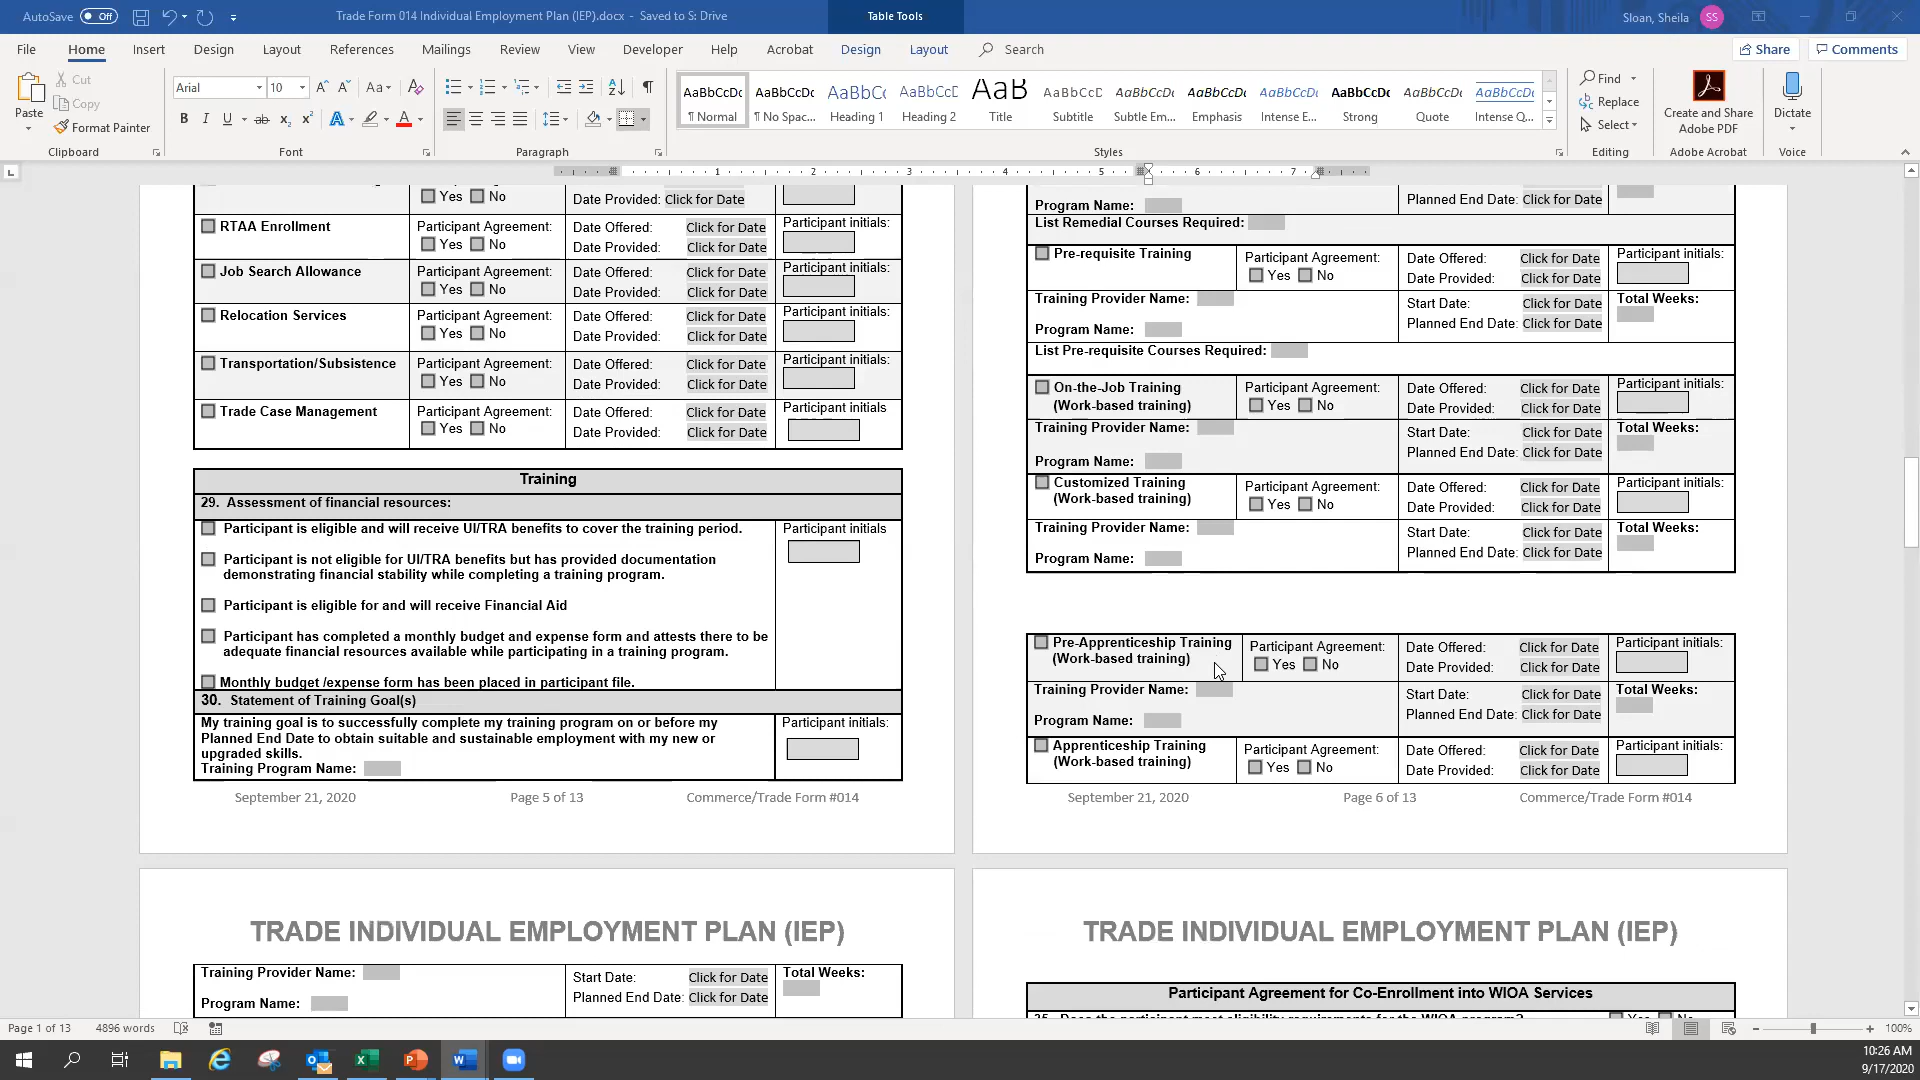 AutoSave Off
Trade Form 014 Individual Employment Plan (IEP).docx - Saved to S: Drive
Table Tools
Sloan, Sheila SS
File Home Insert Design Layout References Mailings Review View Developer Help Acrobat Design Layout Search
Share Comments
Paste
Cut
Copy
Format Painter
Clipboard
Arial 10
Font
Paragraph
AaBbCcDc AaBbCcDc AaBbCc AaBbCcD AaB AaBbCcD AaBbCcDc AaBbCcDc AaBbCcDc AaBbCcDc AaBbCcDc AaBbCcDc
¶ Normal ¶ No Spac... Heading 1 Heading 2 Title Subtitle Subtle Em... Emphasis Intense E... Strong Quote Intense Q...
Styles
Find
Replace
Select
Editing
Create and Share
Adobe PDF
Adobe Acrobat
Dictate
Voice
1 2 3 4 5 6 7
Yes No
Date Provided: Click for Date
RTAA Enrollment Participant Agreement: Date Offered: Click for Date Participant initials:
Yes No Date Provided: Click for Date
Job Search Allowance Participant Agreement: Date Offered: Click for Date Participant initials:
Yes No Date Provided: Click for Date
Relocation Services Participant Agreement: Date Offered: Click for Date Participant initials:
Yes No Date Provided: Click for Date
Transportation/Subsistence Participant Agreement: Date Offered: Click for Date Participant initials:
Yes No Date Provided: Click for Date
Trade Case Management Participant Agreement: Date Offered: Click for Date Participant initials
Yes No Date Provided: Click for Date
Training
29. Assessment of financial resources:
Participant is eligible and will receive UI/TRA benefits to cover the training period. Participant initials
Participant is not eligible for UI/TRA benefits but has provided documentation
demonstrating financial stability while completing a training program.
Participant is eligible for and will receive Financial Aid
Participant has completed a monthly budget and expense form and attests there to be
adequate financial resources available while participating in a training program.
Monthly budget /expense form has been placed in participant file.
30. Statement of Training Goal(s)
My training goal is to successfully complete my training program on or before my Participant initials:
Planned End Date to obtain suitable and sustainable employment with my new or
upgraded skills.
Training Program Name:
September 21, 2020 Page 5 of 13 Commerce/Trade Form #014
Program Name: Planned End Date: Click for Date
List Remedial Courses Required:
Pre-requisite Training Participant Agreement: Date Offered: Click for Date Participant initials:
Yes No Date Provided: Click for Date
Training Provider Name: Start Date: Click for Date Total Weeks:
Program Name: Planned End Date: Click for Date
List Pre-requisite Courses Required:
On-the-Job Training Participant Agreement: Date Offered: Click for Date Participant initials:
(Work-based training) Yes No Date Provided: Click for Date
Training Provider Name: Start Date: Click for Date Total Weeks:
Program Name: Planned End Date: Click for Date
Customized Training Participant Agreement: Date Offered: Click for Date Participant initials:
(Work-based training) Yes No Date Provided: Click for Date
Training Provider Name: Start Date: Click for Date Total Weeks:
Program Name: Planned End Date: Click for Date
Pre-Apprenticeship Training Participant Agreement: Date Offered: Click for Date Participant initials:
(Work-based training) Yes No Date Provided: Click for Date
Training Provider Name: Start Date: Click for Date Total Weeks:
Program Name: Planned End Date: Click for Date
Apprenticeship Training Participant Agreement: Date Offered: Click for Date Participant initials:
(Work-based training) Yes No Date Provided: Click for Date
September 21, 2020 Page 6 of 13 Commerce/Trade Form #014
TRADE INDIVIDUAL EMPLOYMENT PLAN (IEP)
Training Provider Name: Start Date: Click for Date Total Weeks:
Program Name: Planned End Date: Click for Date
TRADE INDIVIDUAL EMPLOYMENT PLAN (IEP)
Participant Agreement for Co-Enrollment into WIOA Services
35. Does the participant meet eligibility requirements for the WIOA program? Yes No
Page 1 of 13 4896 words 100%
10:26 AM
9/17/2020